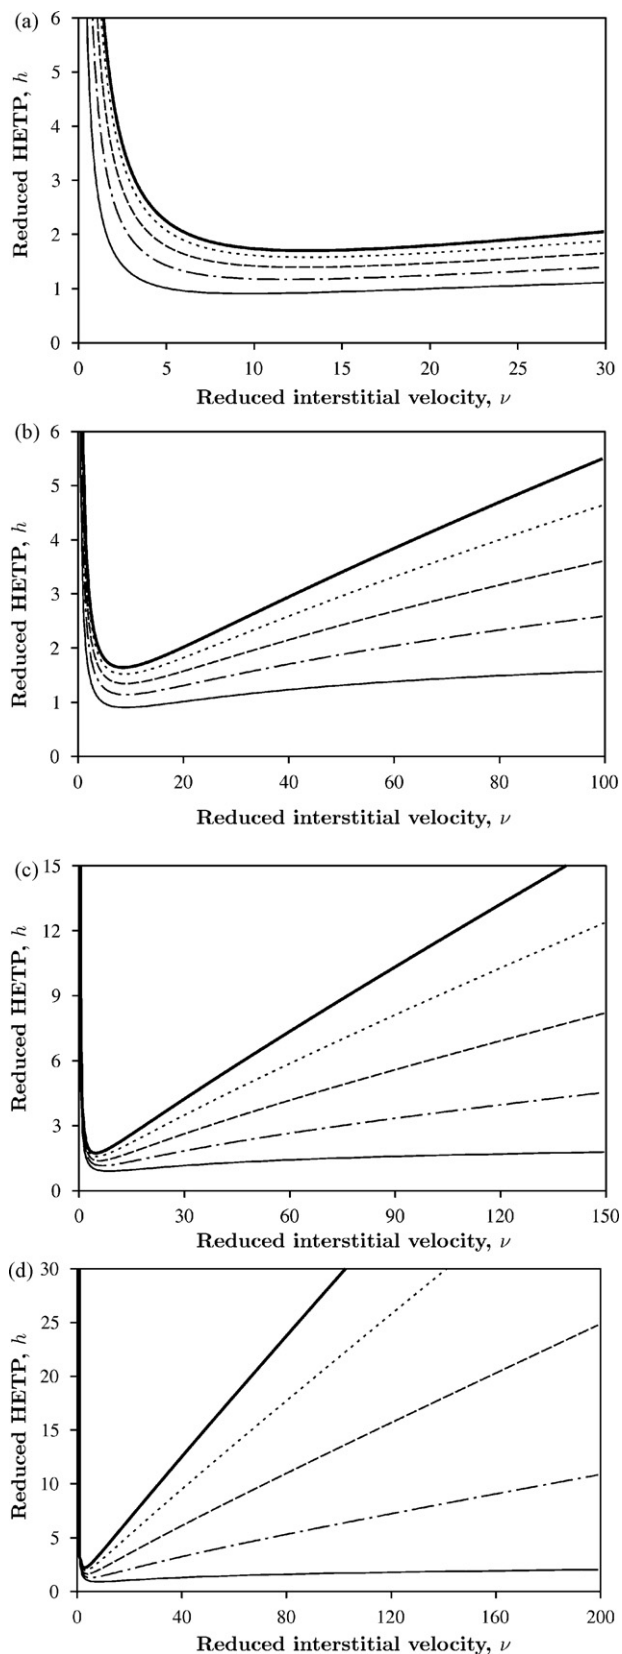 (a)
6
5
4
3
2
1
0
Reduced HETP, h
0 5 10 15 20 25 30
Reduced interstitial velocity, ν
(b)
6
5
4
3
2
1
0
Reduced HETP, h
0 20 40 60 80 100
Reduced interstitial velocity, ν
(c)
15
12
9
6
3
0
Reduced HETP, h
0 30 60 90 120 150
Reduced interstitial velocity, ν
(d)
30
25
20
15
10
5
0
Reduced HETP, h
0 40 80 120 160 200
Reduced interstitial velocity, ν